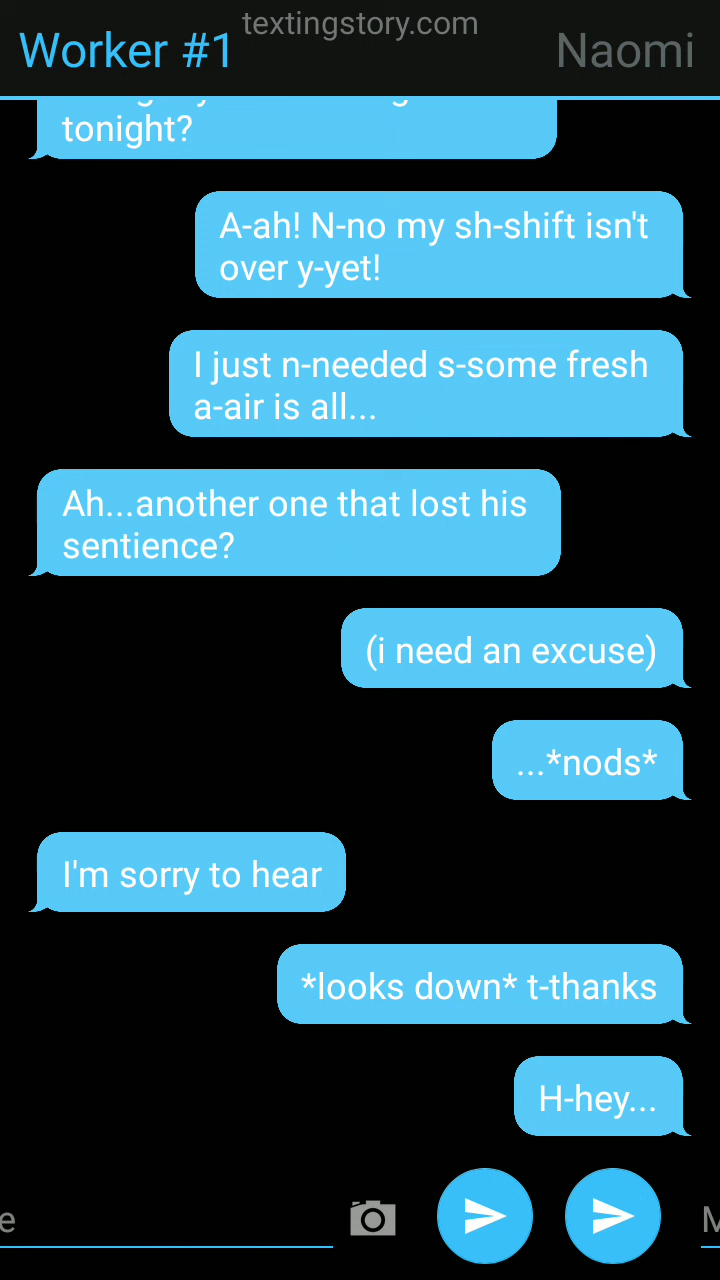 textingstory.com
Worker #1
Naomi
tonight?
A-ah! N-no my sh-shift isn't
over y-yet!
I just n-needed s-some fresh
a-air is all...
Ah...another one that lost his
sentience?
(i need an excuse)
...*nods*
I'm sorry to hear
*looks down* t-thanks
H-hey...
e
M